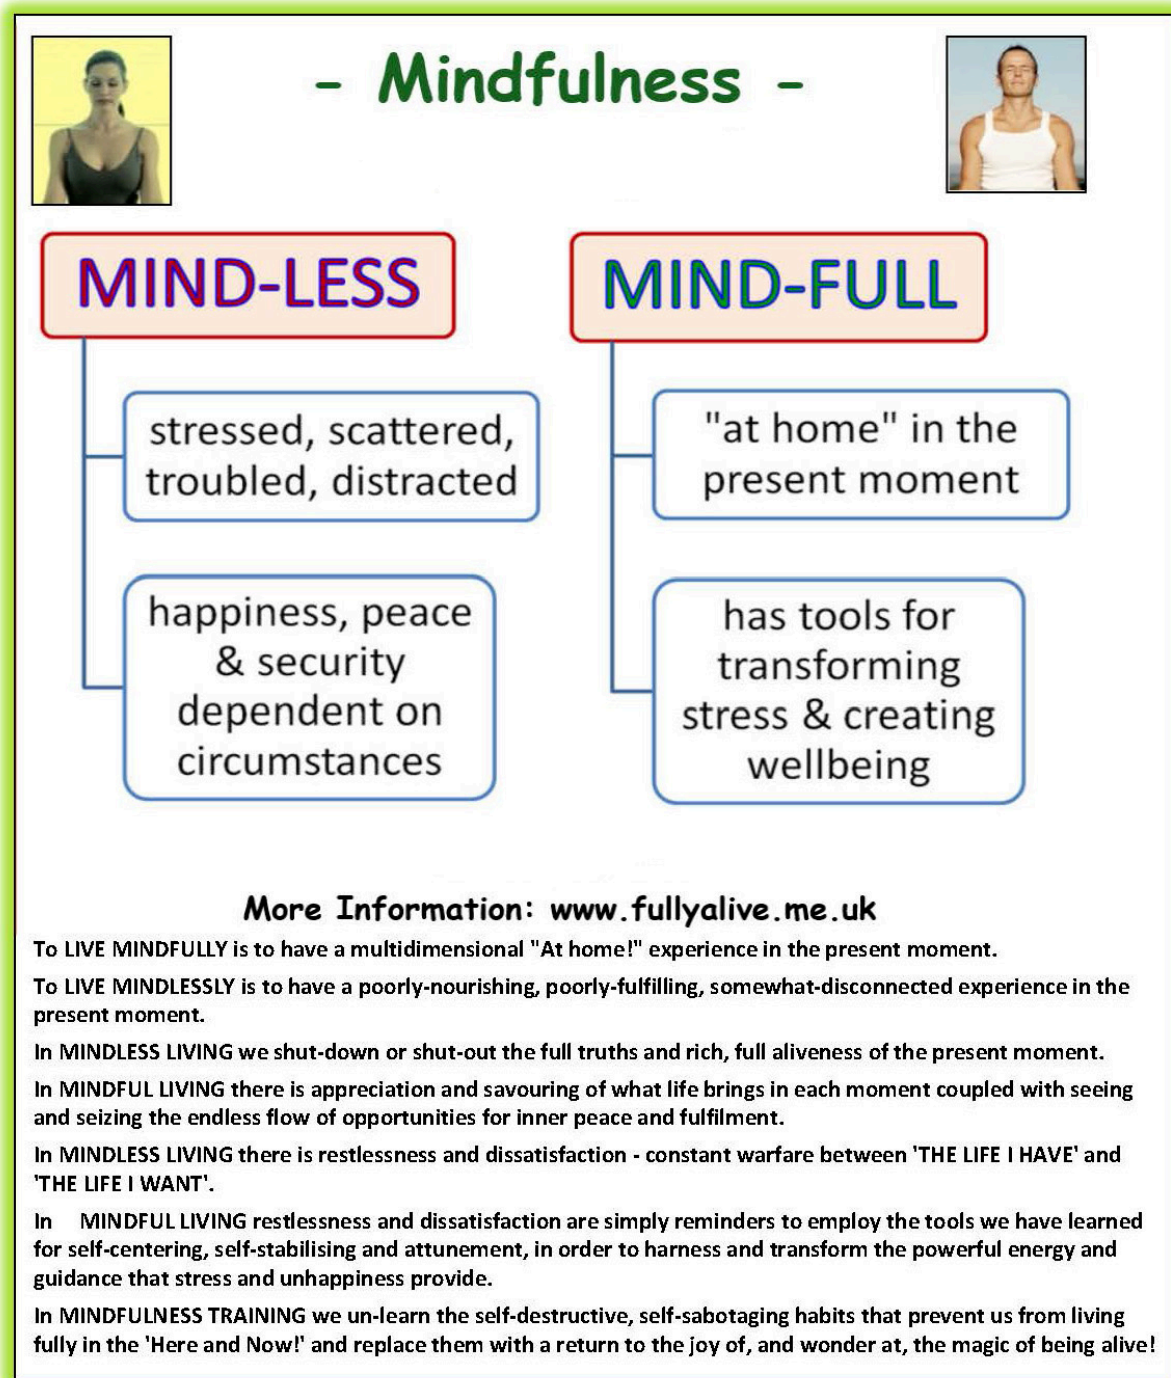 - Mindfulness -
MIND-LESS
stressed, scattered,
troubled, distracted
happiness, peace
& security
dependent on
circumstances
MIND-FULL
"at home" in the
present moment
has tools for
transforming
stress & creating
wellbeing
More Information: www.fullyalive.me.uk
To LIVE MINDFULLY is to have a multidimensional "At home!" experience in the present moment.
To LIVE MINDLESSLY is to have a poorly-nourishing, poorly-fulfilling, somewhat-disconnected experience in the
present moment.
In MINDLESS LIVING we shut-down or shut-out the full truths and rich, full aliveness of the present moment.
In MINDFUL LIVING there is appreciation and savouring of what life brings in each moment coupled with seeing
and seizing the endless flow of opportunities for inner peace and fulfilment.
In MINDLESS LIVING there is restlessness and dissatisfaction - constant warfare between 'THE LIFE I HAVE' and
'THE LIFE I WANT'.
In MINDFUL LIVING restlessness and dissatisfaction are simply reminders to employ the tools we have learned
for self-centering, self-stabilising and attunement, in order to harness and transform the powerful energy and
guidance that stress and unhappiness provide.
In MINDFULNESS TRAINING we un-learn the self-destructive, self-sabotaging habits that prevent us from living
fully in the 'Here and Now!' and replace them with a return to the joy of, and wonder at, the magic of being alive!